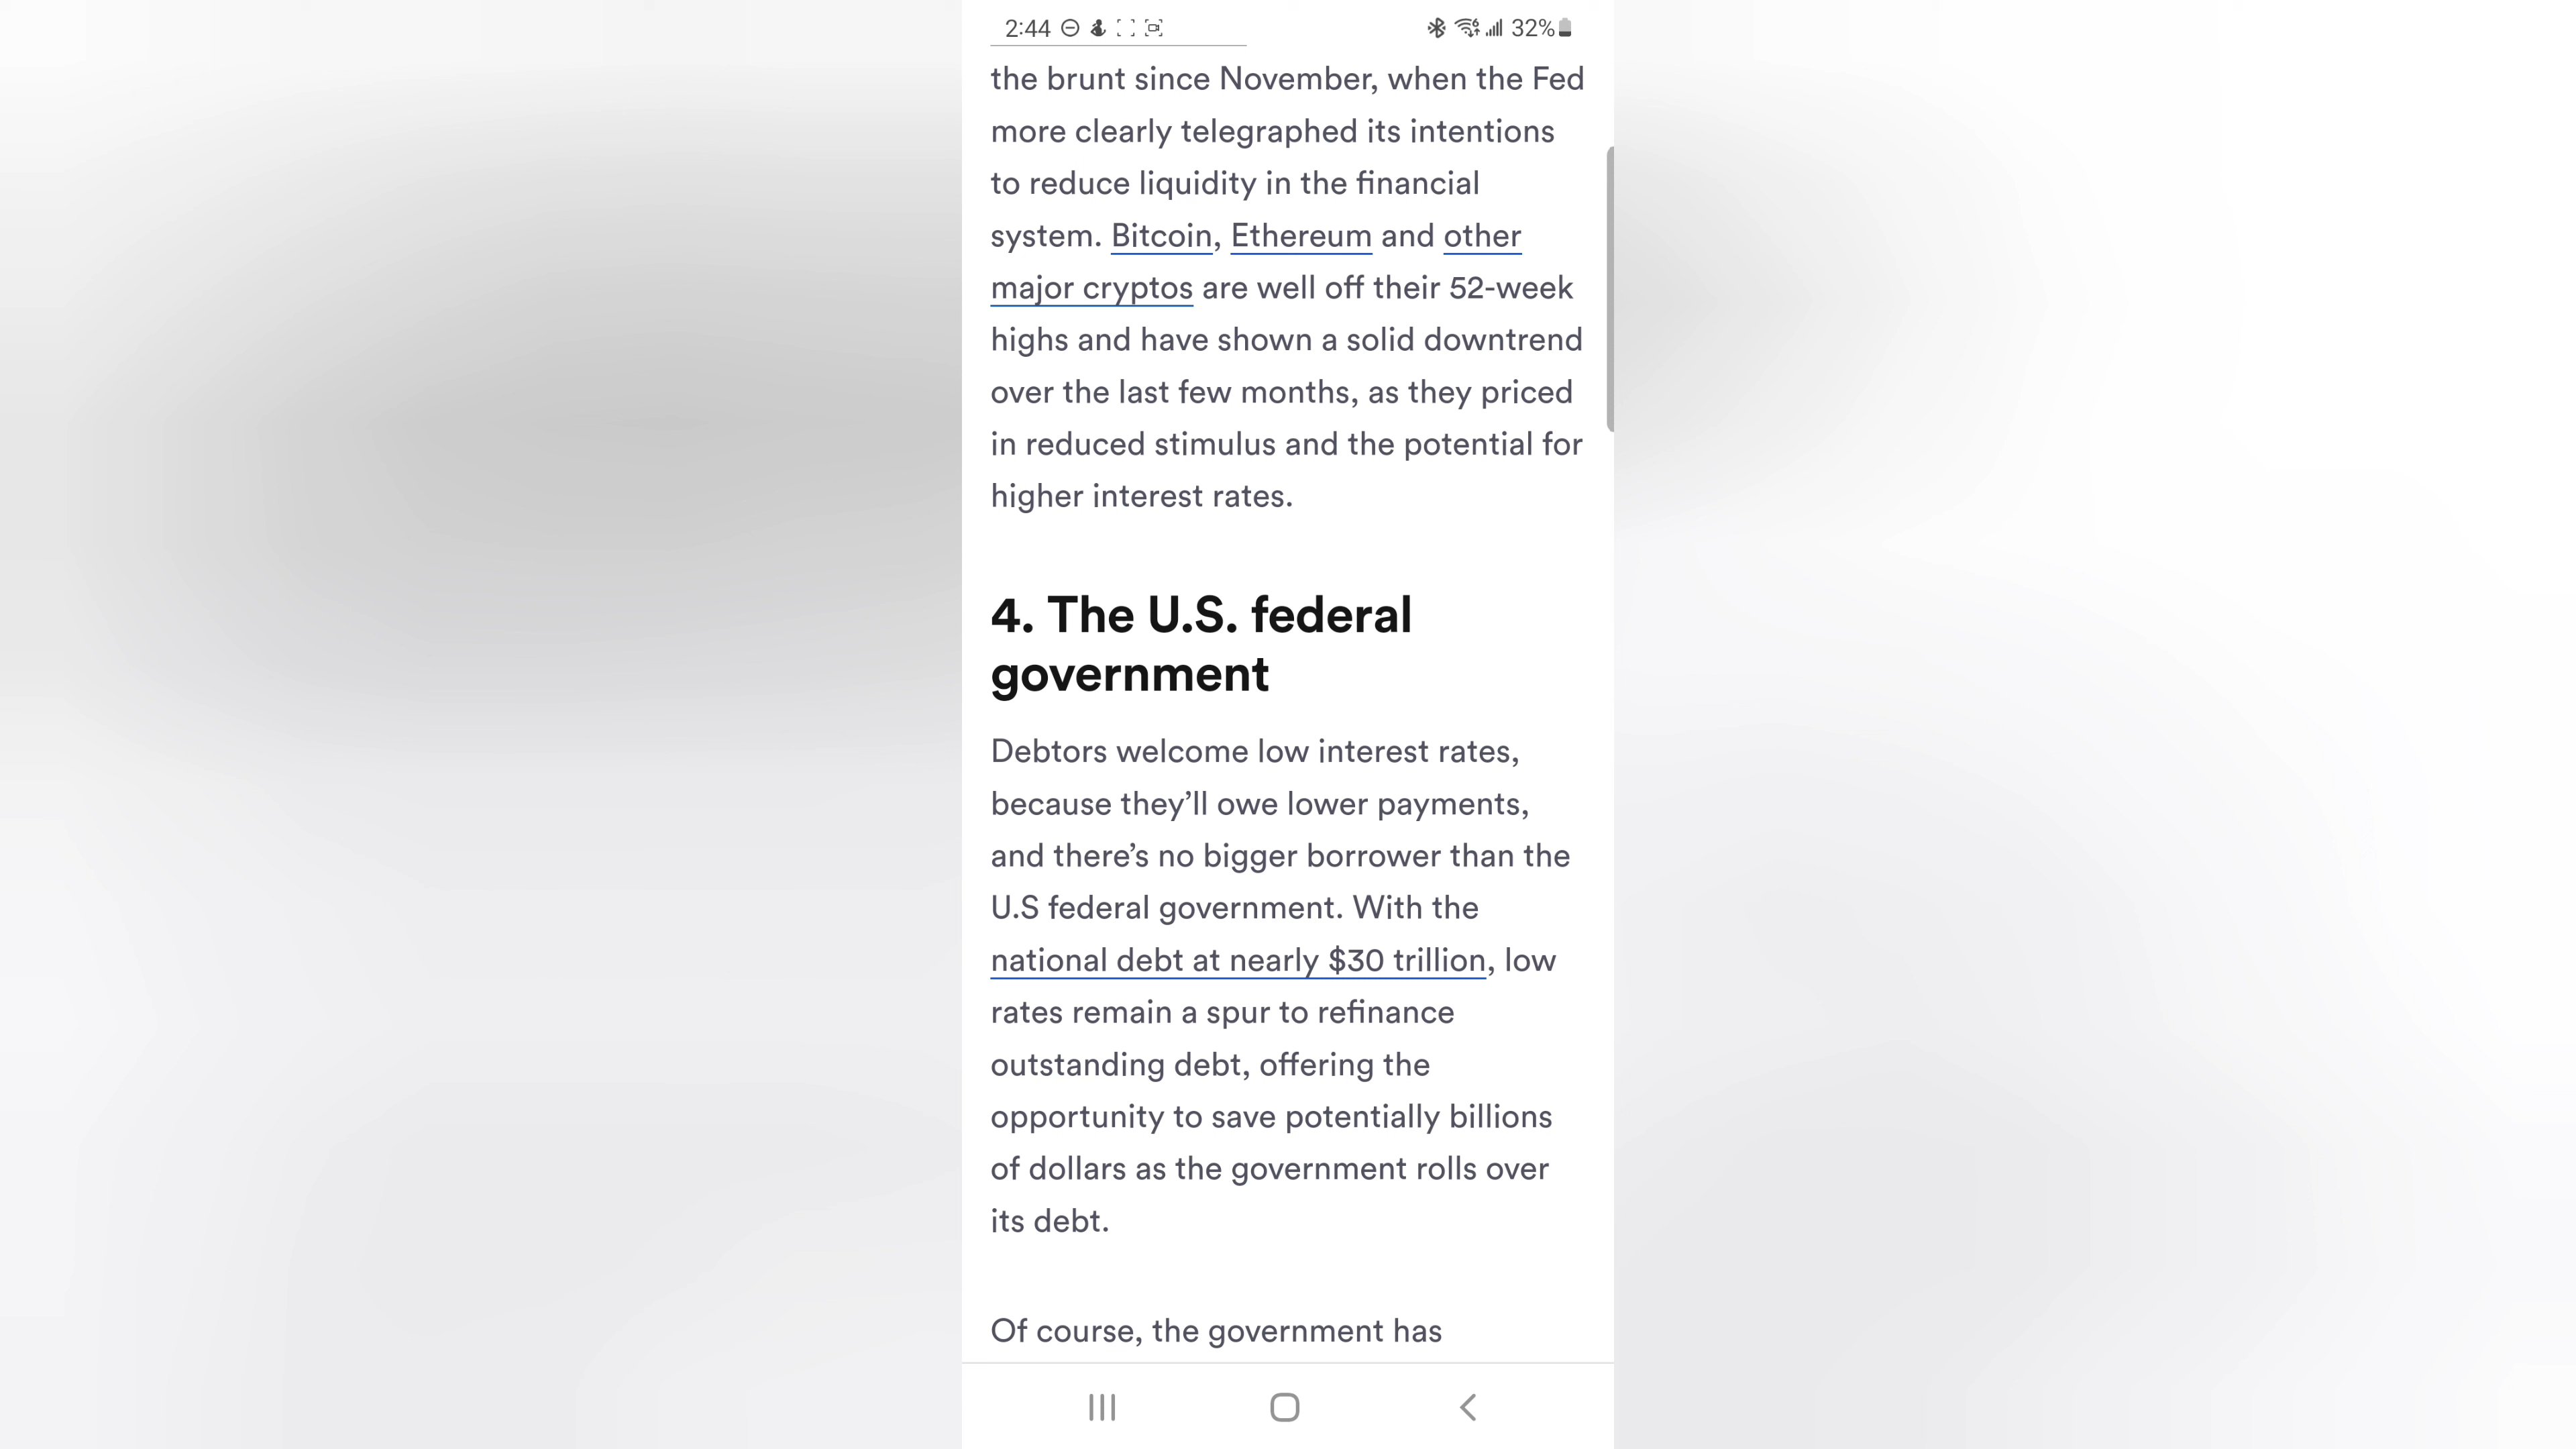 2:44
32%
the brunt since November, when the Fed
more clearly telegraphed its intentions
to reduce liquidity in the financial
system. Bitcoin, Ethereum and other
major cryptos are well off their 52-week
highs and have shown a solid downtrend
over the last few months, as they priced
in reduced stimulus and the potential for
higher interest rates.
4. The U.S. federal
government
Debtors welcome low interest rates,
because they’ll owe lower payments,
and there’s no bigger borrower than the
U.S federal government. With the
national debt at nearly $30 trillion, low
rates remain a spur to refinance
outstanding debt, offering the
opportunity to save potentially billions
of dollars as the government rolls over
its debt.
Of course, the government has